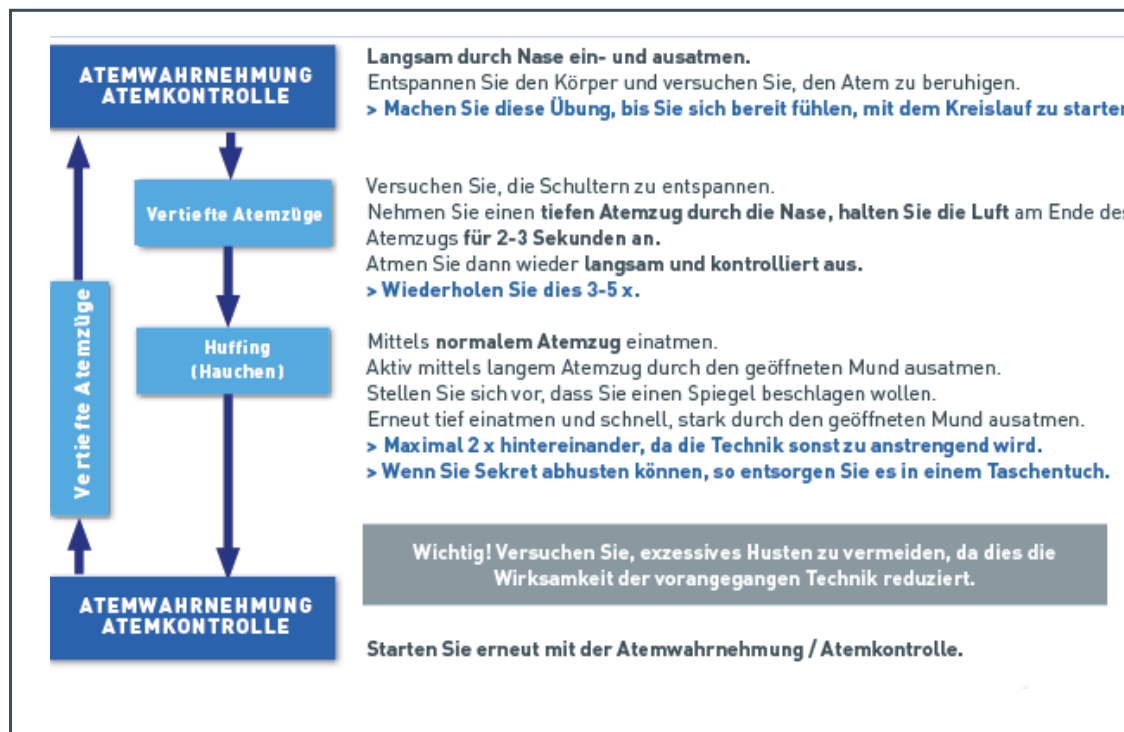 ATEMWAHRNEHMUNG
ATEMKONTROLLE
Langsam durch Nase ein- und ausatmen.
Entspannen Sie den Körper und versuchen Sie, den Atem zu beruhigen.
> Machen Sie diese Übung, bis Sie sich bereit fühlen, mit dem Kreislauf zu starten
Vertiefte Atemzüge
Versuchen Sie, die Schultern zu entspannen.
Nehmen Sie einen tiefen Atemzug durch die Nase, halten Sie die Luft am Ende des
Atemzugs für 2-3 Sekunden an.
Atmen Sie dann wieder langsam und kontrolliert aus.
> Wiederholen Sie dies 3-5 x.
Vertiefte Atemzüge
Huffing
(Hauchen)
Mittels normalem Atemzug einatmen.
Aktiv mittels langem Atemzug durch den geöffneten Mund ausatmen.
Stellen Sie sich vor, dass Sie einen Spiegel beschlagen wollen.
Erneut tief einatmen und schnell, stark durch den geöffneten Mund ausatmen.
> Maximal 2 x hintereinander, da die Technik sonst zu anstrengend wird.
> Wenn Sie Sekret abhusten können, so entsorgen Sie es in einem Taschentuch.
Wichtig! Versuchen Sie, exzessives Husten zu vermeiden, da dies die
Wirksamkeit der vorangegangen Technik reduziert.
ATEMWAHRNEHMUNG
ATEMKONTROLLE
Starten Sie erneut mit der Atemwahrnehmung / Atemkontrolle.